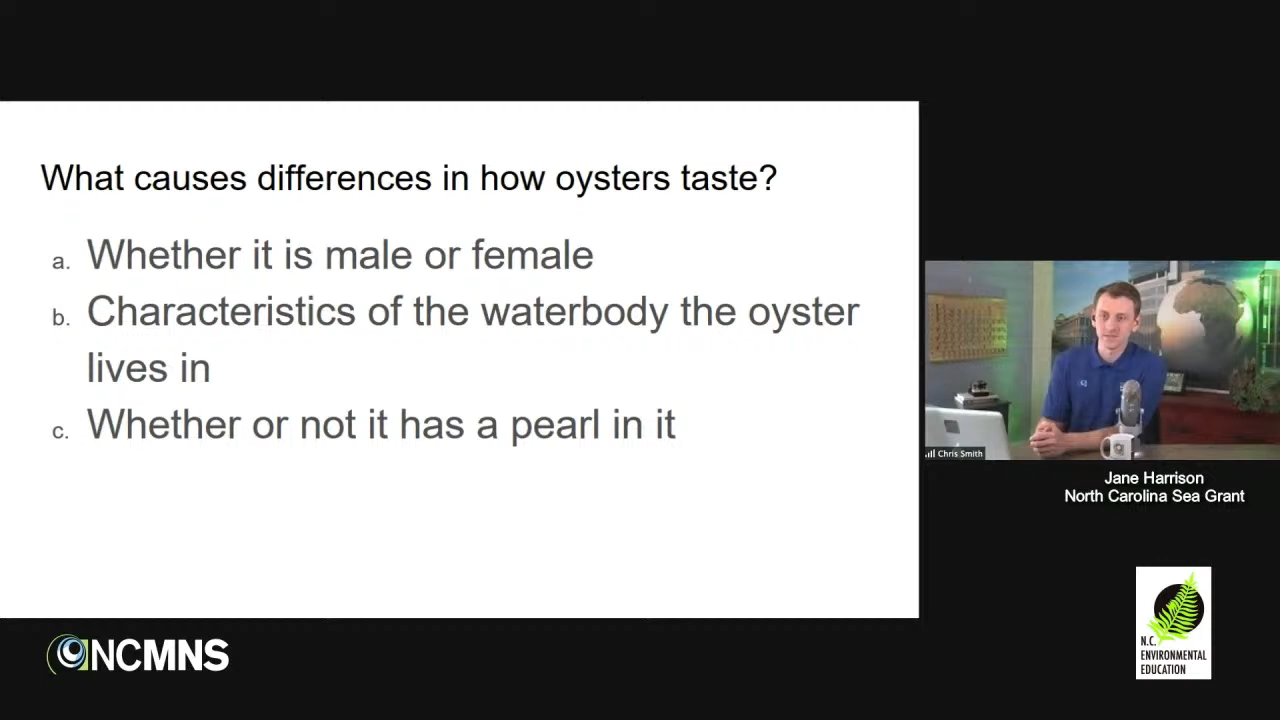 What causes differences in how oysters taste?
a. Whether it is male or female
b. Characteristics of the waterbody the oyster
lives in
c. Whether or not it has a pearl in it
Chris Smith
Jane Harrison
North Carolina Sea Grant
NCMNS
N.C.
ENVIRONMENTAL
EDUCATION